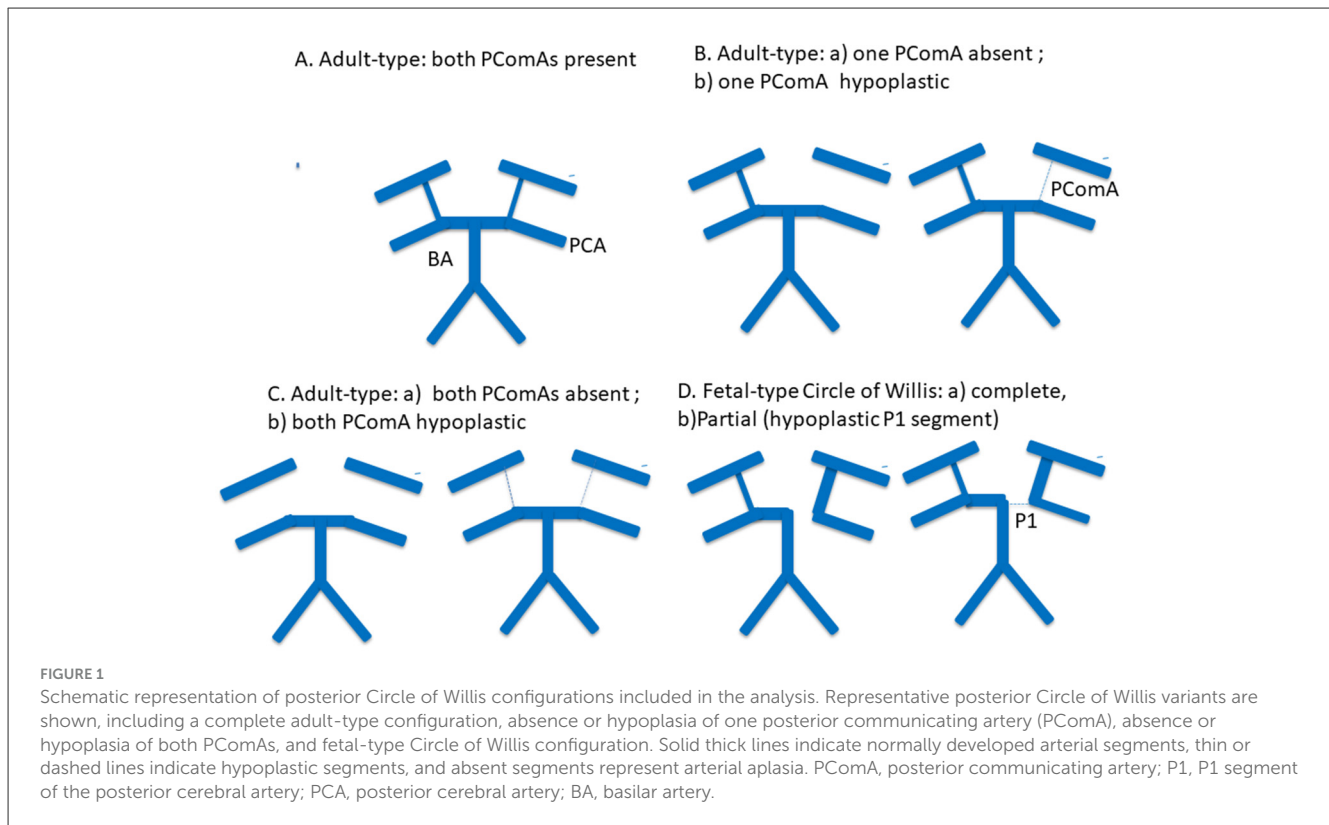 A. Adult-type: both PComAs present
B. Adult-type: a) one PComA absent ;
b) one PComA hypoplastic
BA
PCA
PComA
C. Adult-type: a) both PComAs absent ;
b) both PComA hypoplastic
D. Fetal-type Circle of Willis: a) complete,
b)Partial (hypoplastic P1 segment)
P1
FIGURE 1
Schematic representation of posterior Circle of Willis configurations included in the analysis. Representative posterior Circle of Willis variants are
shown, including a complete adult-type configuration, absence or hypoplasia of one posterior communicating artery (PComA), absence or
hypoplasia of both PComAs, and fetal-type Circle of Willis configuration. Solid thick lines indicate normally developed arterial segments, thin or
dashed lines indicate hypoplastic segments, and absent segments represent arterial aplasia. PComA, posterior communicating artery; P1, P1 segment
of the posterior cerebral artery; PCA, posterior cerebral artery; BA, basilar artery.